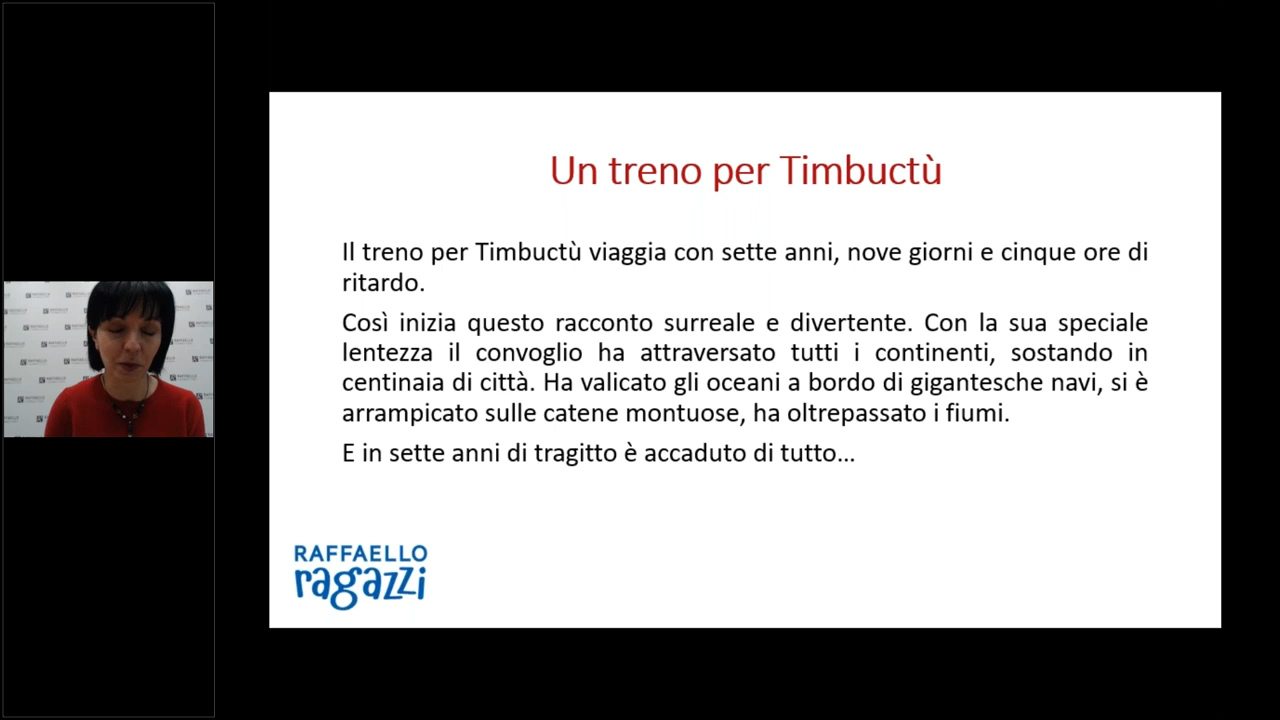 Un treno per Timbuctù
Il treno per Timbuctù viaggia con sette anni, nove giorni e cinque ore di
ritardo.
Così inizia questo racconto surreale e divertente. Con la sua speciale
lentezza il convoglio ha attraversato tutti i continenti, sostando in
centinaia di città. Ha valicato gli oceani a bordo di gigantesche navi, si è
arrampicato sulle catene montuose, ha oltrepassato i fiumi.
E in sette anni di tragitto è accaduto di tutto…
RAFFAELLO
ragazzi